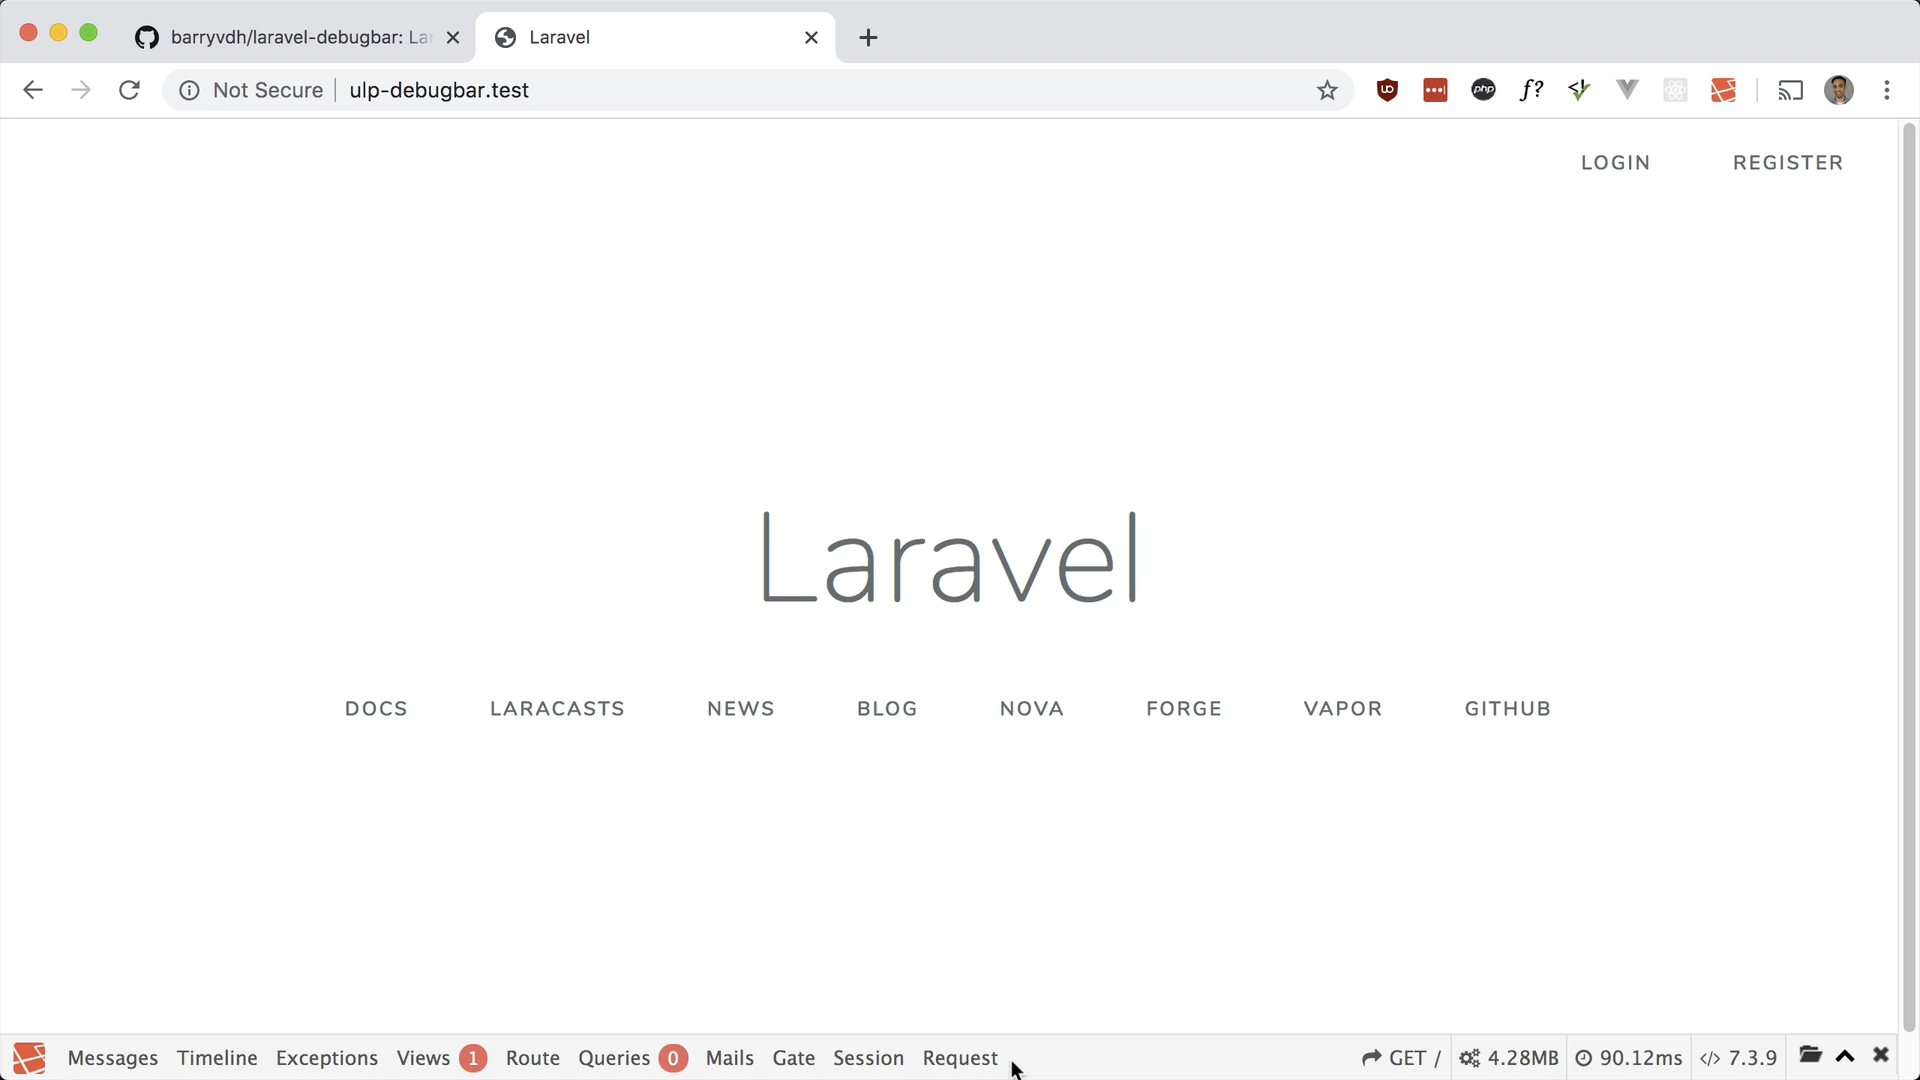 barryvdh/laravel-debugbar: La
Laravel
Not Secure ulp-debugbar.test
LOGIN REGISTER
Laravel
DOCS LARACASTS NEWS BLOG NOVA FORGE VAPOR GITHUB
Messages Timeline Exceptions Views 1 Route Queries 0 Mails Gate Session Request GET / 4.28MB 90.12ms </> 7.3.9